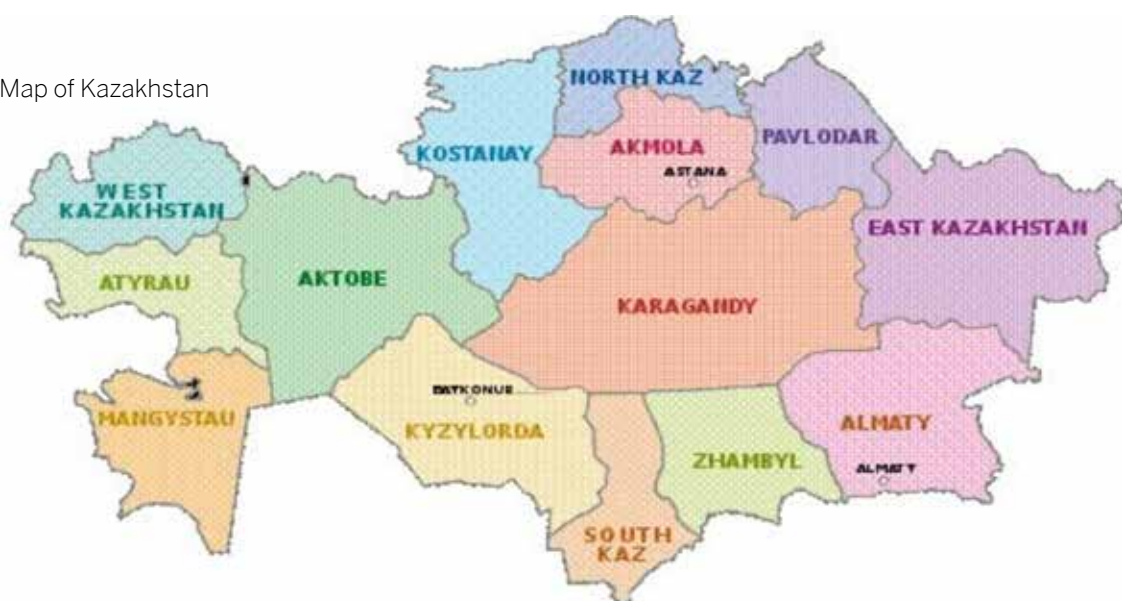 Map of Kazakhstan
NORTH KAZ
PAVLODAR
KOSTANAY
AKMOLA
ASTANA
WEST
KAZAKHSTAN
EAST KAZAKHSTAN
ATYRAU
AKTOBE
KARAGANDY
BAYKONUR
MANGYSTAU
KYZYLORDA
ALMATY
ZHAMBYL
ALMATY
SOUTH
KAZ